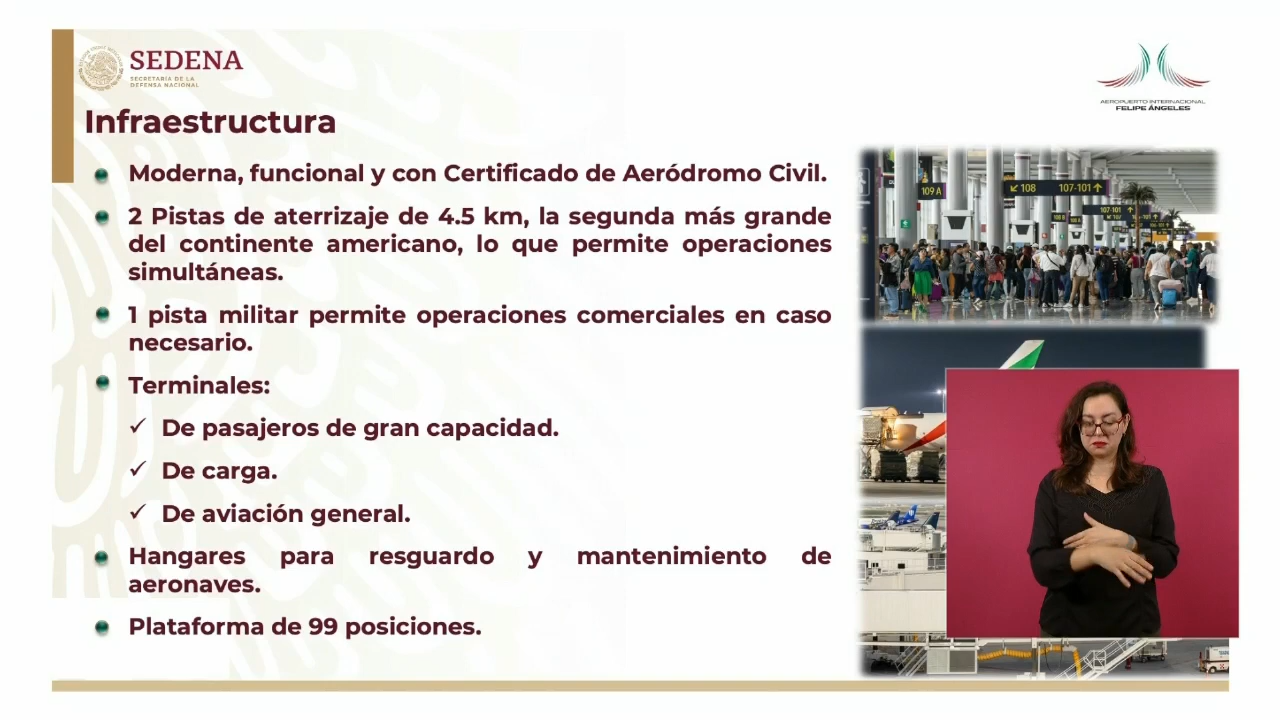 SEDENA
SECRETARÍA DE LA
DEFENSA NACIONAL
AEROPUERTO INTERNACIONAL
FELIPE ÁNGELES
Infraestructura
Moderna, funcional y con Certificado de Aeródromo Civil.
2 Pistas de aterrizaje de 4.5 km, la segunda más grande
del continente americano, lo que permite operaciones
simultáneas.
1 pista militar permite operaciones comerciales en caso
necesario.
Terminales:
✓ De pasajeros de gran capacidad.
✓ De carga.
✓ De aviación general.
Hangares para resguardo y mantenimiento de
aeronaves.
Plataforma de 99 posiciones.
109 A
108 107-101
107-101